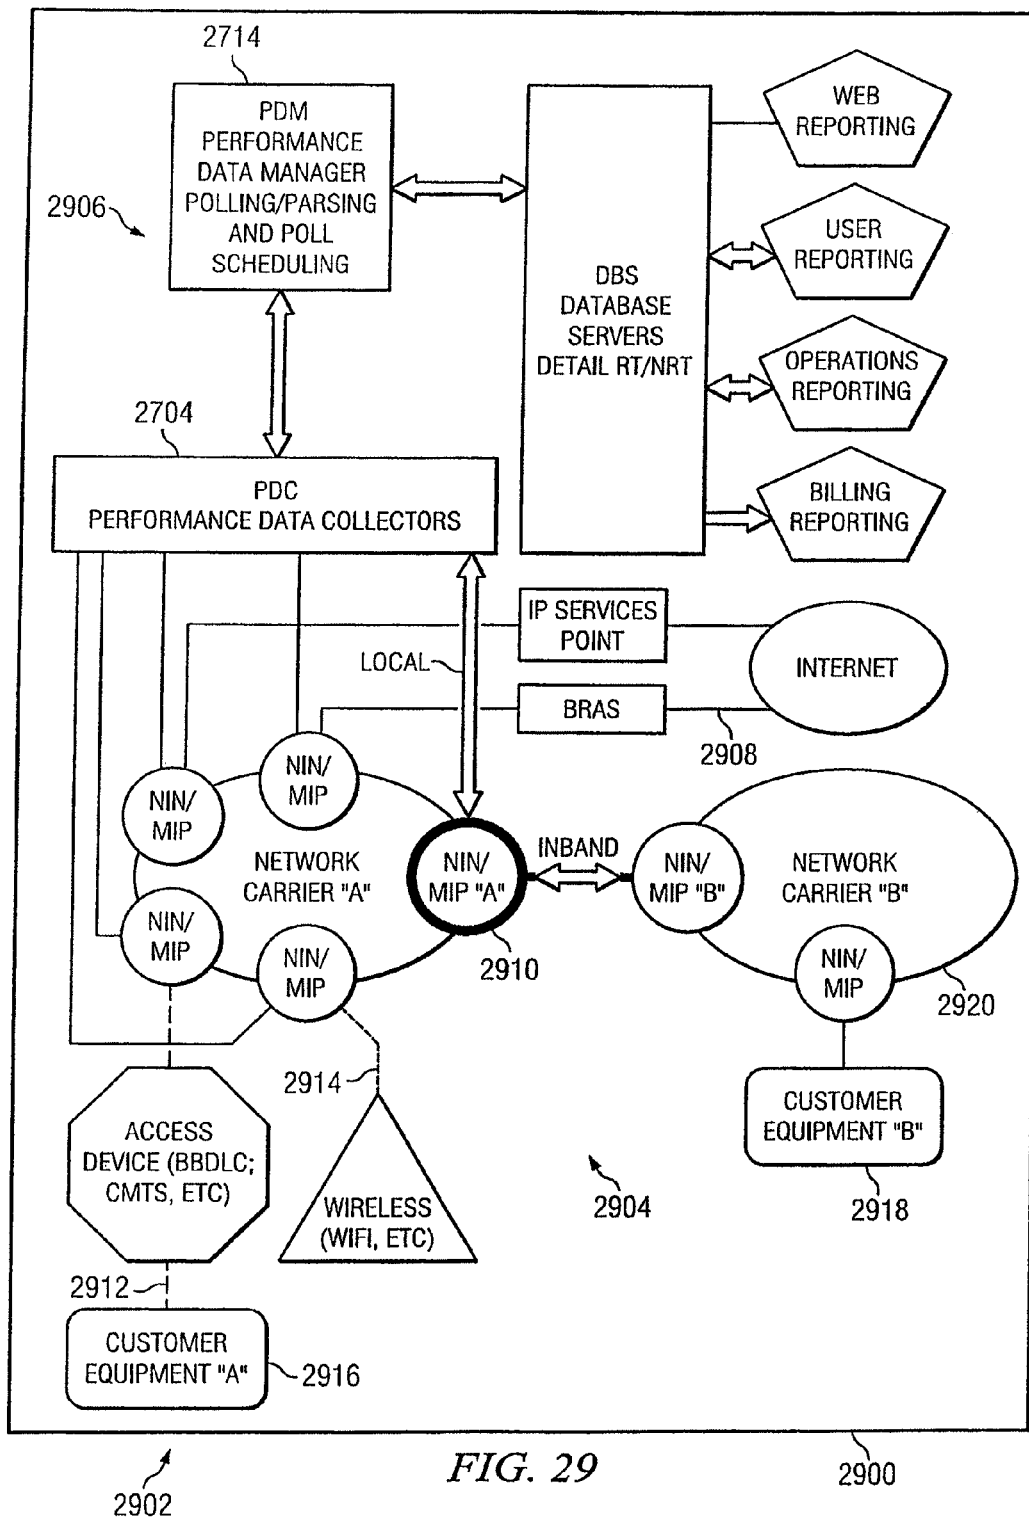 2714
PDM
PERFORMANCE
DATA MANAGER
POLLING/PARSING
AND POLL
SCHEDULING
2906
DBS
DATABASE
SERVERS
DETAIL RT/NRT
WEB
REPORTING
USER
REPORTING
OPERATIONS
REPORTING
BILLING
REPORTING
2704
PDC
PERFORMANCE DATA COLLECTORS
IP SERVICES
POINT
LOCAL
INTERNET
BRAS
2908
NIN/
MIP
NIN/
MIP
NETWORK
CARRIER "A"
NIN/
MIP "A"
INBAND
NIN/
MIP "B"
NETWORK
CARRIER "B"
NIN/
MIP
NIN/
MIP
2910
NIN/
MIP
2920
2914
ACCESS
DEVICE (BBDLC;
CMTS, ETC)
WIRELESS
(WIFI, ETC)
CUSTOMER
EQUIPMENT "B"
2904
2918
2912
CUSTOMER
EQUIPMENT "A"
2916
2902
FIG. 29
2900